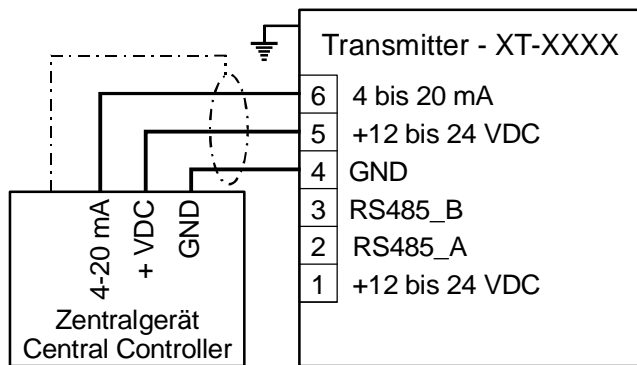 Transmitter - XT-XXXX
6 4 bis 20 mA
5 +12 bis 24 VDC
4 GND
3 RS485_B
2 RS485_A
1 +12 bis 24 VDC
4-20 mA
+ VDC
GND
Zentralgerät
Central Controller